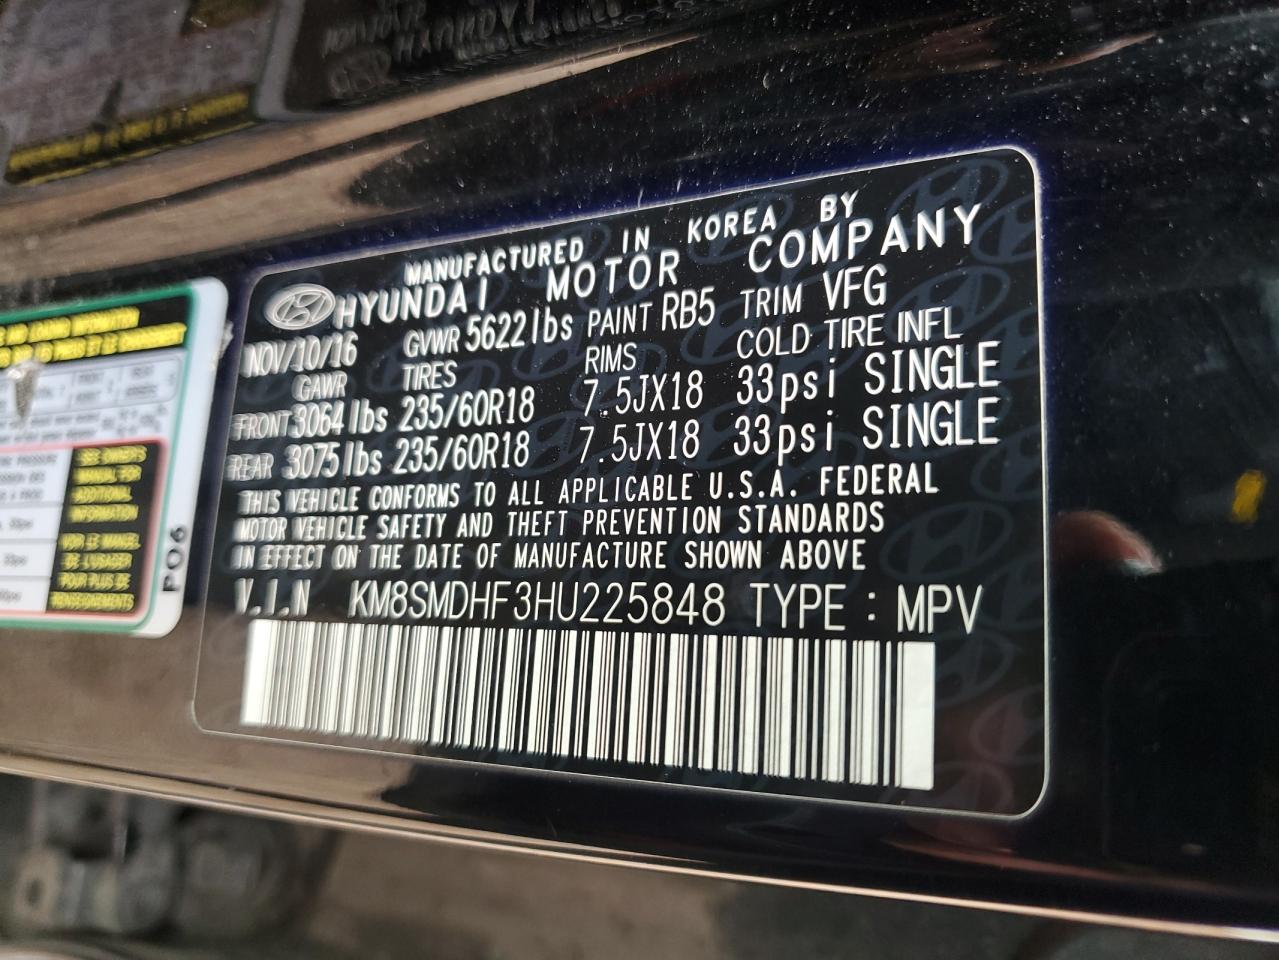 MANUFACTURED IN KOREA BY
HYUNDAI MOTOR COMPANY
NOV/10/16 GVWR 5622lbs PAINT RB5 TRIM VFG
GAWR TIRES RIMS COLD TIRE INFL
FRONT 3064lbs 235/60R18 7.5JX18 33psi SINGLE
REAR 3075lbs 235/60R18 7.5JX18 33psi SINGLE
THIS VEHICLE CONFORMS TO ALL APPLICABLE U.S.A. FEDERAL
MOTOR VEHICLE SAFETY AND THEFT PREVENTION STANDARDS
IN EFFECT ON THE DATE OF MANUFACTURE SHOWN ABOVE
V.I.N KM8SMDHF3HU225848 TYPE : MPV
SEE OWNER'S
MANUAL FOR
ADDITIONAL
INFORMATION
VOIR LE MANUEL
DE L'USAGER
POUR PLUS DE
RENSEIGNEMENTS
PO6